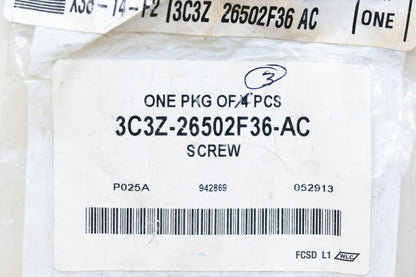 X38-14-F2 3C3Z 26502F36 AC ONE
3
ONE PKG OF 4 PCS
3C3Z-26502F36-AC
SCREW
P025A 942869 052913
FCSD L1 WLC